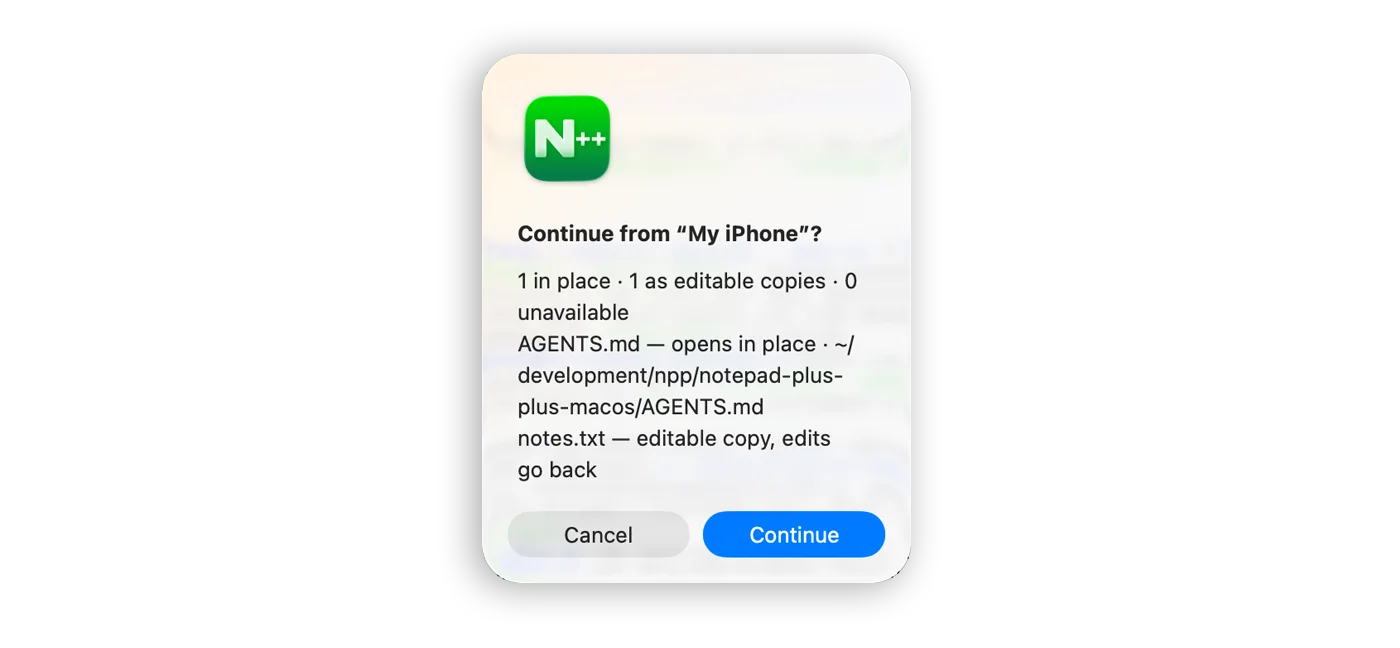 N++
Continue from “My iPhone”?
1 in place · 1 as editable copies · 0
unavailable
AGENTS.md — opens in place · ~/
development/npp/notepad-plus-
plus-macos/AGENTS.md
notes.txt — editable copy, edits
go back
Cancel
Continue